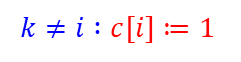 k ≠ i : c[i] ≔ 1